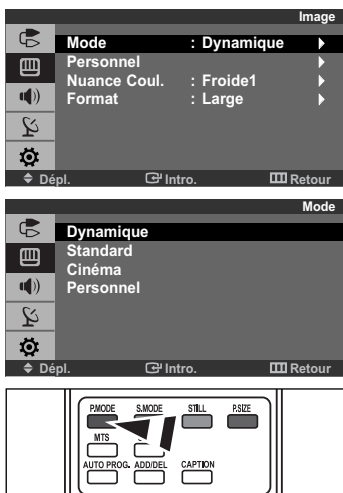 Image
Mode : Dynamique
Personnel
Nuance Coul. : Froide1
Format : Large
Dépl. Intro. Retour
Mode
Dynamique
Standard
Cinéma
Personnel
Dépl. Intro. Retour
P.MODE S.MODE STILL P.SIZE
MTS
AUTO PROG. ADD/DEL CAPTION